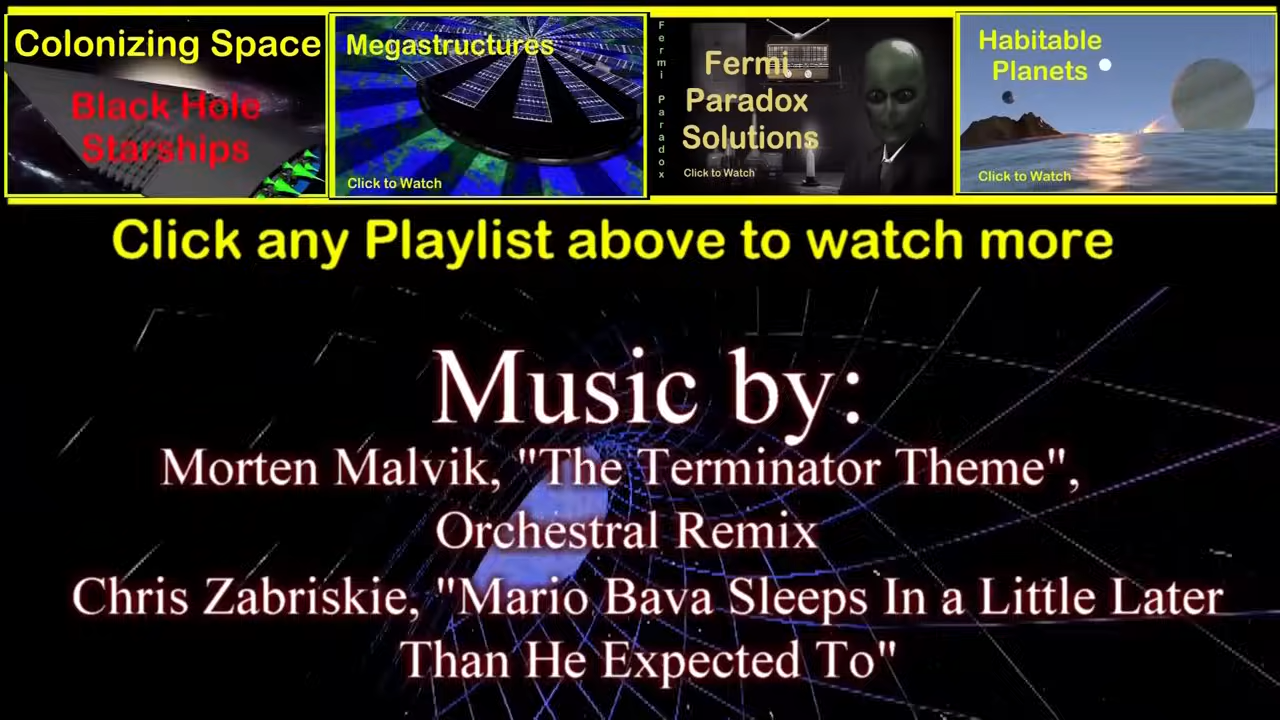 Colonizing Space
Black Hole
Starships
Megastructures
Click to Watch
Fermi Paradox
Fermi
Paradox
Solutions
Click to Watch
Habitable
Planets
Click to Watch
Click any Playlist above to watch more
Music by:
Morten Malvik, "The Terminator Theme",
Orchestral Remix
Chris Zabriskie, "Mario Bava Sleeps In a Little Later
Than He Expected To"